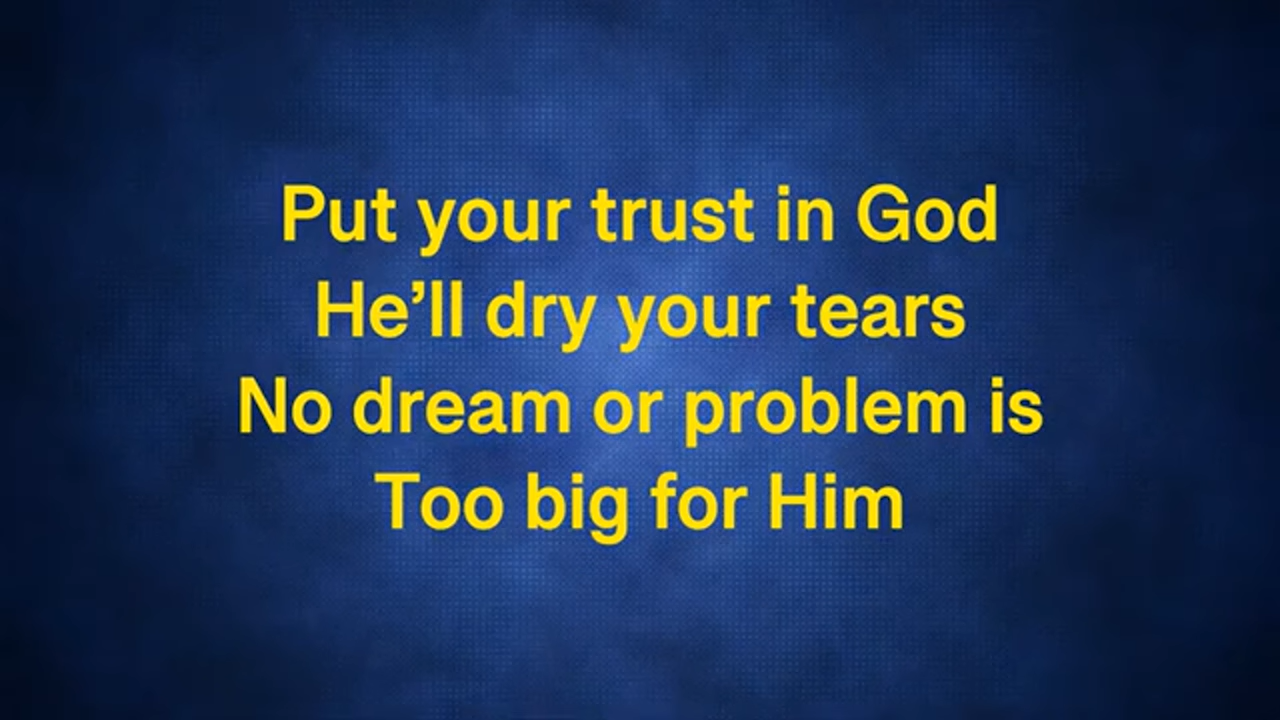 Put your trust in God
He’ll dry your tears
No dream or problem is
Too big for Him